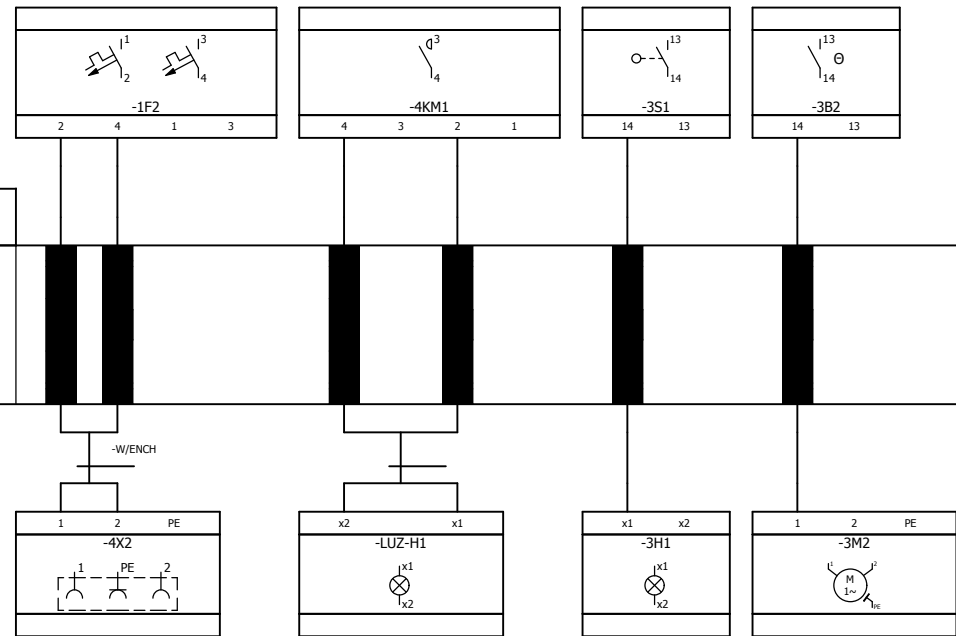 1 3 3 13 13 Θ
2 4 4 14 14
-1F2 -4KM1 -3S1 -3B2
2 4 1 3 4 3 2 1 14 13 14 13
-W/ENCH
1 2 PE x2 x1 x1 x2 1 2 PE
-4X2 -LUZ-H1 -3H1 -3M2
1 PE 2 x1 x1 1 2
M
1~
x2 x2 PE